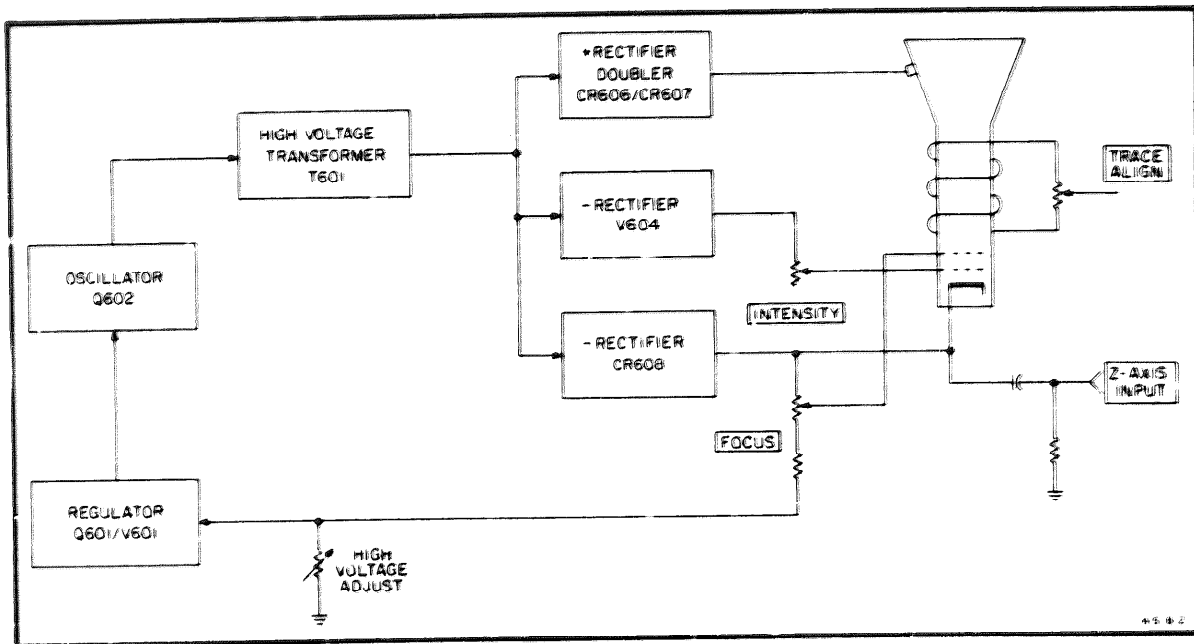 *RECTIFIER
DOUBLER
CR606/CR607
HIGH VOLTAGE
TRANSFORMER
T601
TRACE
ALIGN
-RECTIFIER
V604
OSCILLATOR
Q602
INTENSITY
-RECTIFIER
CR608
Z-AXIS
INPUT
FOCUS
REGULATOR
Q601/V601
HIGH
VOLTAGE
ADJUST